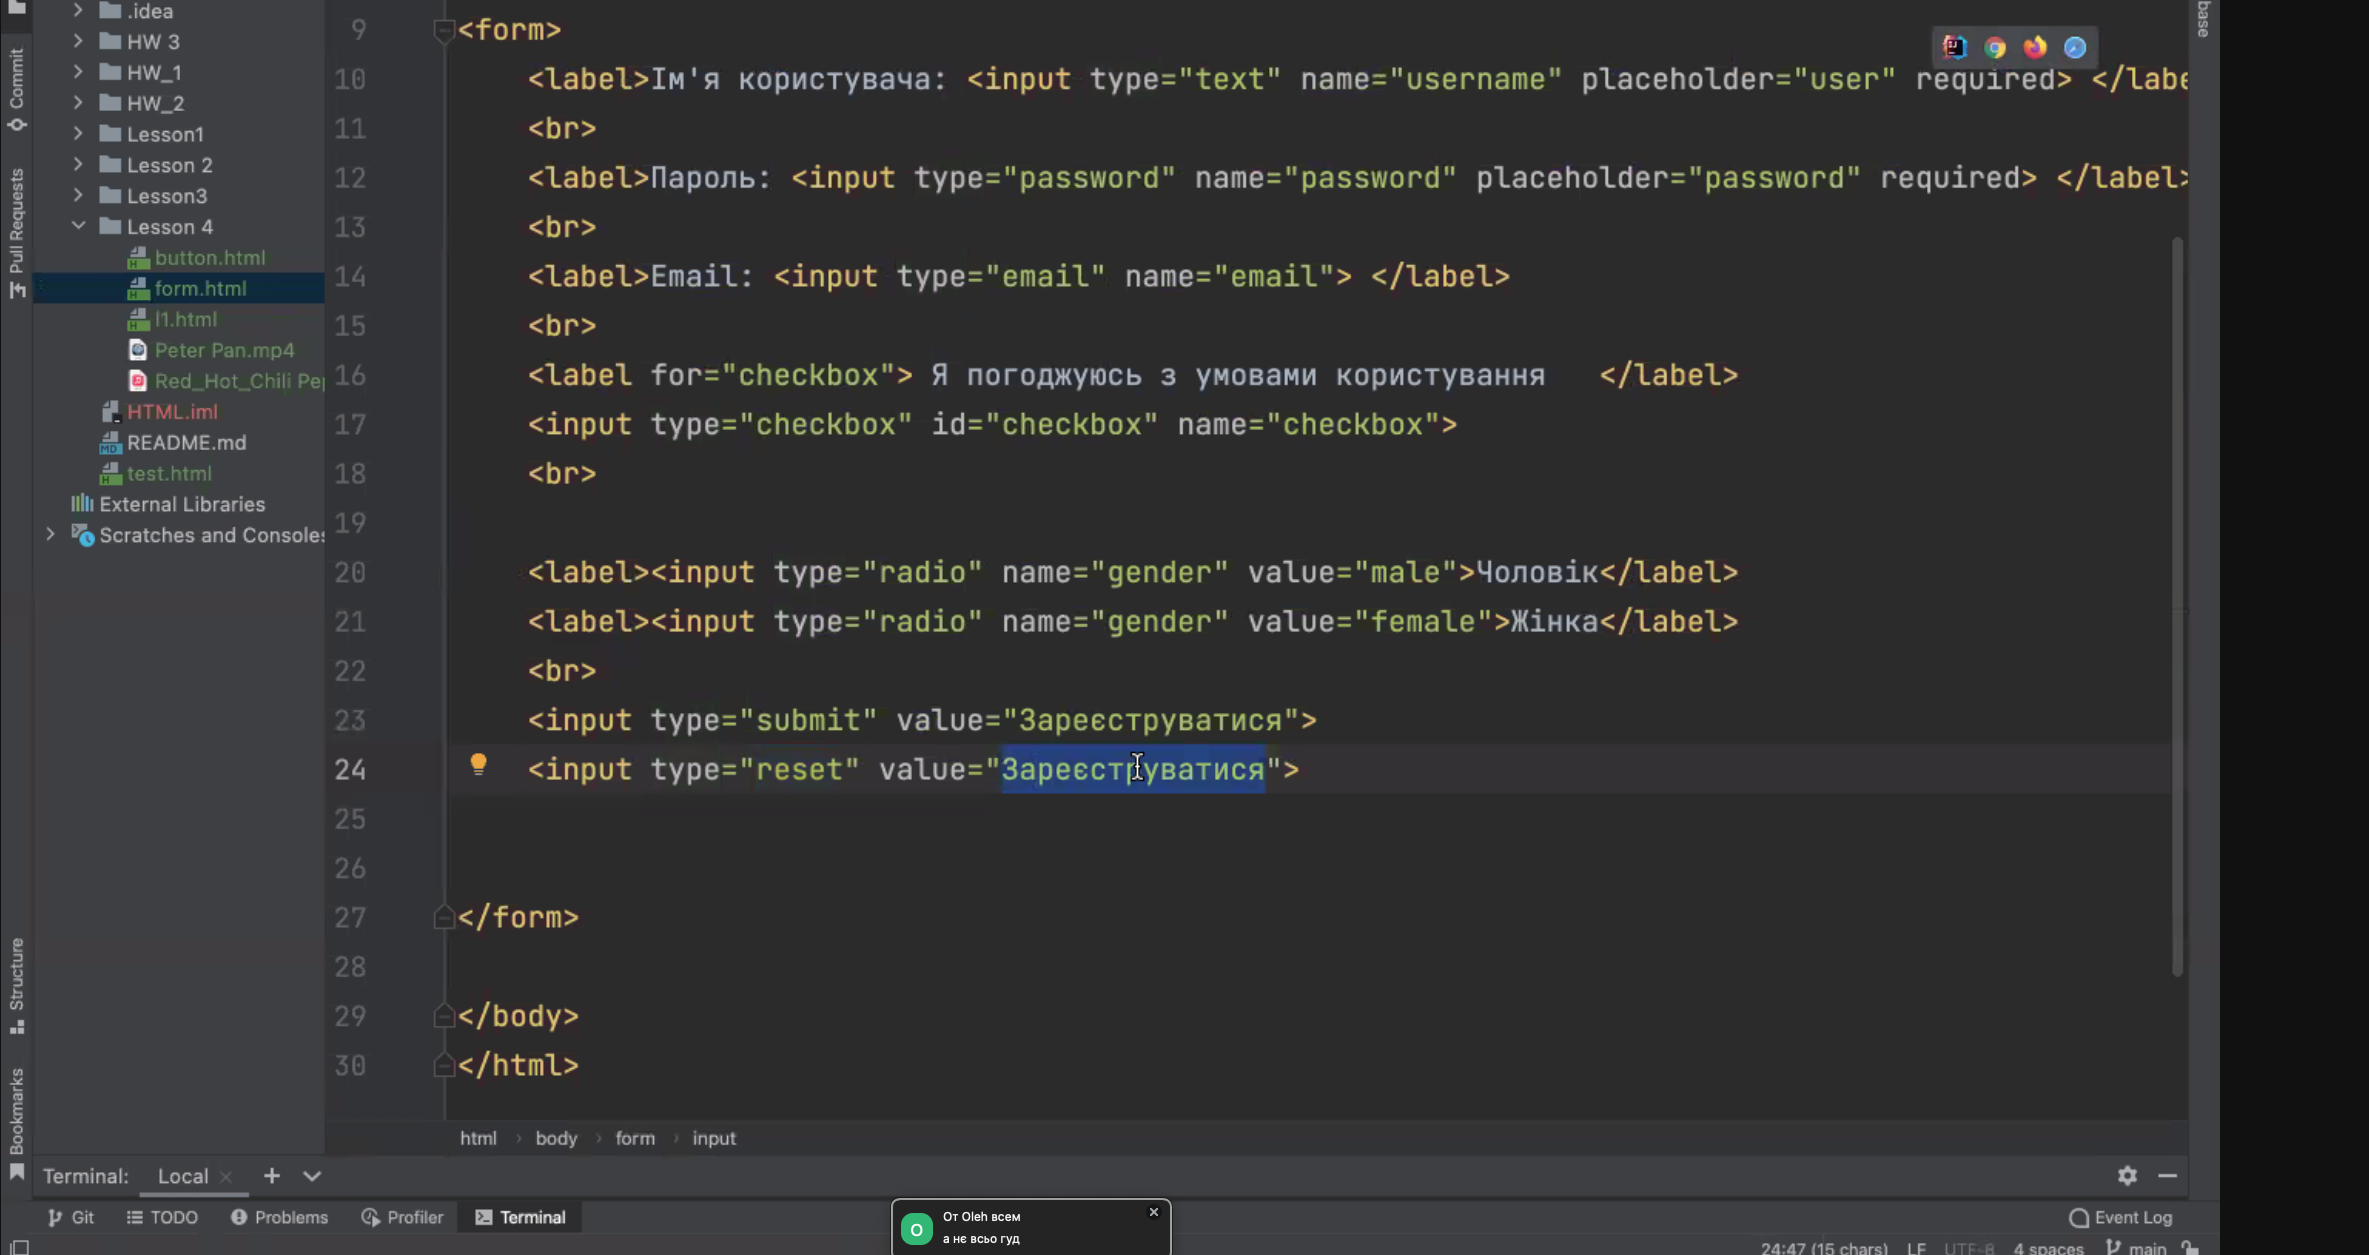 Commit
Pull Requests
Structure
Bookmarks
.idea
HW 3
HW_1
HW_2
Lesson1
Lesson 2
Lesson3
Lesson 4
button.html
form.html
l1.html
Peter Pan.mp4
Red_Hot_Chili Pe
HTML.iml
README.md
test.html
External Libraries
Scratches and Consoles
9 <form>
10 <label>Ім'я користувача: <input type="text" name="username" placeholder="user" required> </labe
11 <br>
12 <label>Пароль: <input type="password" name="password" placeholder="password" required> </label>
13 <br>
14 <label>Email: <input type="email" name="email"> </label>
15 <br>
16 <label for="checkbox"> Я погоджуюсь з умовами користування </label>
17 <input type="checkbox" id="checkbox" name="checkbox">
18 <br>
19
20 <label><input type="radio" name="gender" value="male">Чоловік</label>
21 <label><input type="radio" name="gender" value="female">Жінка</label>
22 <br>
23 <input type="submit" value="Зареєструватися">
24 <input type="reset" value="Зареєструватися">
25
26
27 </form>
28
29 </body>
30 </html>
base
html body form input
Terminal: Local
Git TODO Problems Profiler Terminal
Event Log
О
От Oleh всем
а нє всьо гуд
24:47 (15 chars) LF UTF-8 4 spaces main